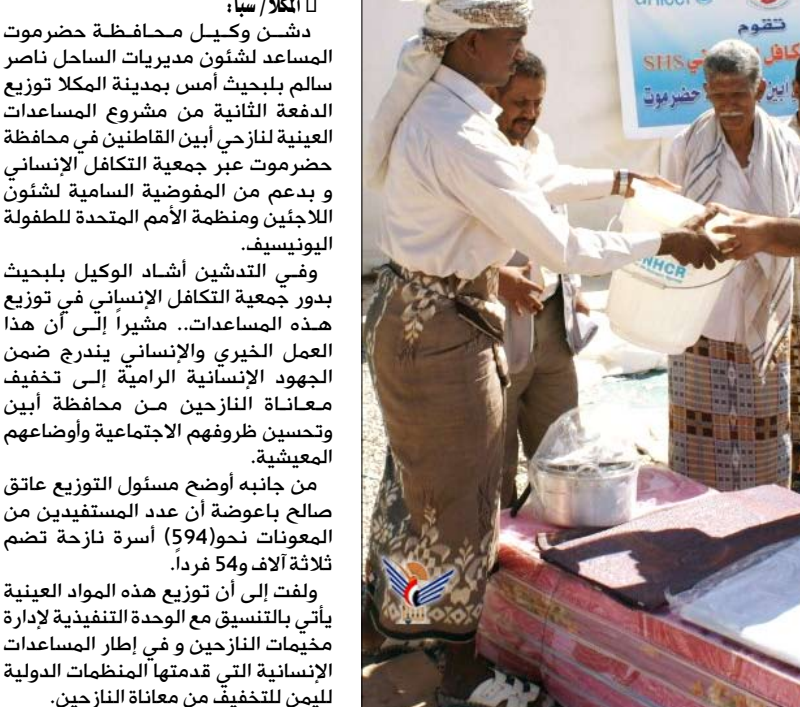 المكلا / سبأ :
دشــن وكـيـل مـحـافـظـة حضرموت
المساعد لشئون مديريات الساحل ناصر
سالم بلبحيث أمس بمدينة المكلا توزيع
الدفعة الثانية من مشروع المساعدات
العينية لنازحي أبين القاطنين في محافظة
حضرموت عبر جمعية التكافل الإنساني
و بدعم من المفوضية السامية لشئون
اللاجئين ومنظمة الأمم المتحدة للطفولة
اليونيسيف.
وفـي التدشين أشـاد الوكيل بلبحيث
بدور جمعية التكافل الإنساني في توزيع
هـذه المساعدات.. مشيراً إلـى أن هذا
العمل الخيري والإنساني يندرج ضمن
الجهود الإنسانية الرامية إلـى تخفيف
مـعـانـاة النازحين مـن محافظة أبين
وتحسين ظروفهم الاجتماعية وأوضاعهم
المعيشية.
من جانبه أوضح مسئول التوزيع عاتق
صالح باعوضة أن عدد المستفيدين من
المعونات نحو(594) أسرة نازحة تضم
ثلاثة آلاف و54 فرداً.
ولفت إلى أن توزيع هذه المواد العينية
يأتي بالتنسيق مع الوحدة التنفيذية لإدارة
مخيمات النازحين و في إطار المساعدات
الإنسانية التي قدمتها المنظمات الدولية
لليمن للتخفيف من معاناة النازحين.
تقوم
SHS
حضرموت
UNHCR